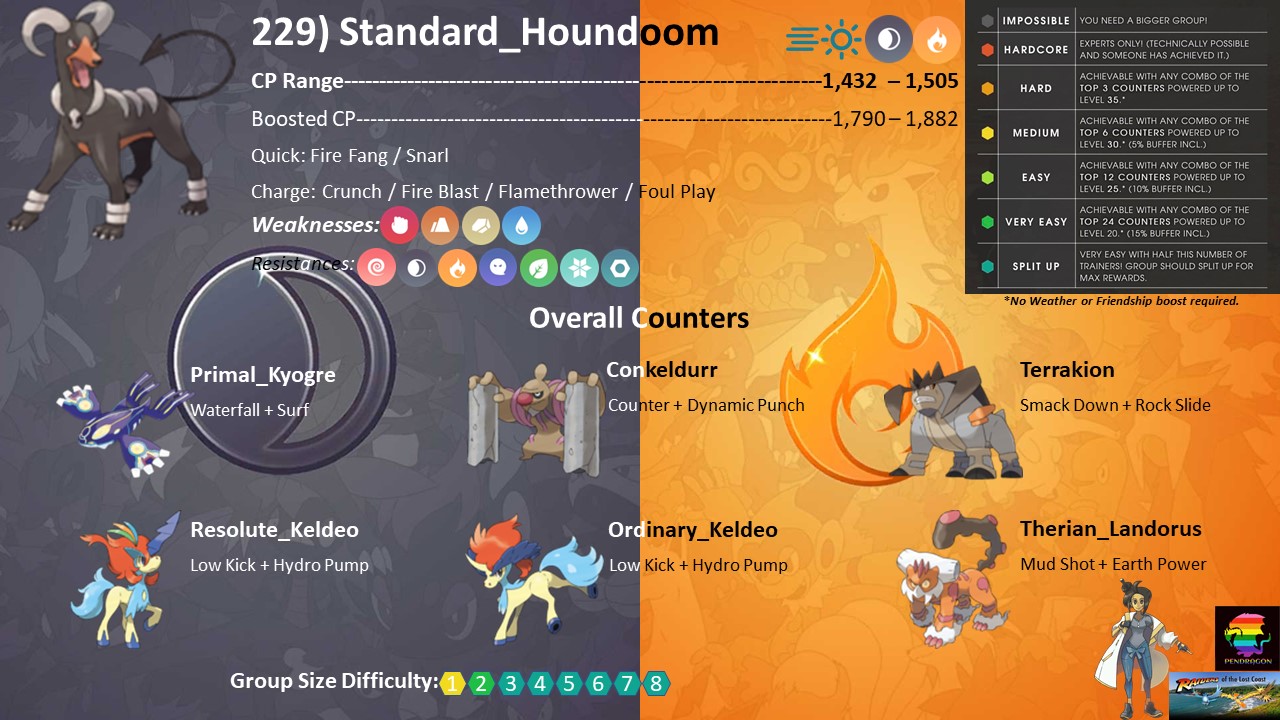 229) Standard_Houndoom
CP Range--------------------------------------------------------------------1,432 – 1,505
Boosted CP--------------------------------------------------------------------1,790 – 1,882
Quick: Fire Fang / Snarl
Charge: Crunch / Fire Blast / Flamethrower / Foul Play
Weaknesses:
Resistances:
IMPOSSIBLE YOU NEED A BIGGER GROUP!
HARDCORE EXPERTS ONLY! (TECHNICALLY POSSIBLE
AND SOMEONE HAS ACHIEVED IT.)
HARD ACHIEVABLE WITH ANY COMBO OF THE
TOP 3 COUNTERS POWERED UP TO
LEVEL 35.*
MEDIUM ACHIEVABLE WITH ANY COMBO OF THE
TOP 6 COUNTERS POWERED UP TO
LEVEL 30.* (5% BUFFER INCL.)
EASY ACHIEVABLE WITH ANY COMBO OF THE
TOP 12 COUNTERS POWERED UP TO
LEVEL 25.* (10% BUFFER INCL.)
VERY EASY ACHIEVABLE WITH ANY COMBO OF THE
TOP 24 COUNTERS POWERED UP TO
LEVEL 20.* (15% BUFFER INCL.)
SPLIT UP VERY EASY WITH HALF THIS NUMBER OF
TRAINERS! GROUP SHOULD SPLIT UP FOR
MAX REWARDS.
*No Weather or Friendship boost required.
Overall Counters
Primal_Kyogre
Waterfall + Surf
Conkeldurr
Counter + Dynamic Punch
Terrakion
Smack Down + Rock Slide
Resolute_Keldeo
Low Kick + Hydro Pump
Ordinary_Keldeo
Low Kick + Hydro Pump
Therian_Landorus
Mud Shot + Earth Power
Group Size Difficulty: 1 2 3 4 5 6 7 8
PENDRAGON
RAIDERS of the Lost Coast